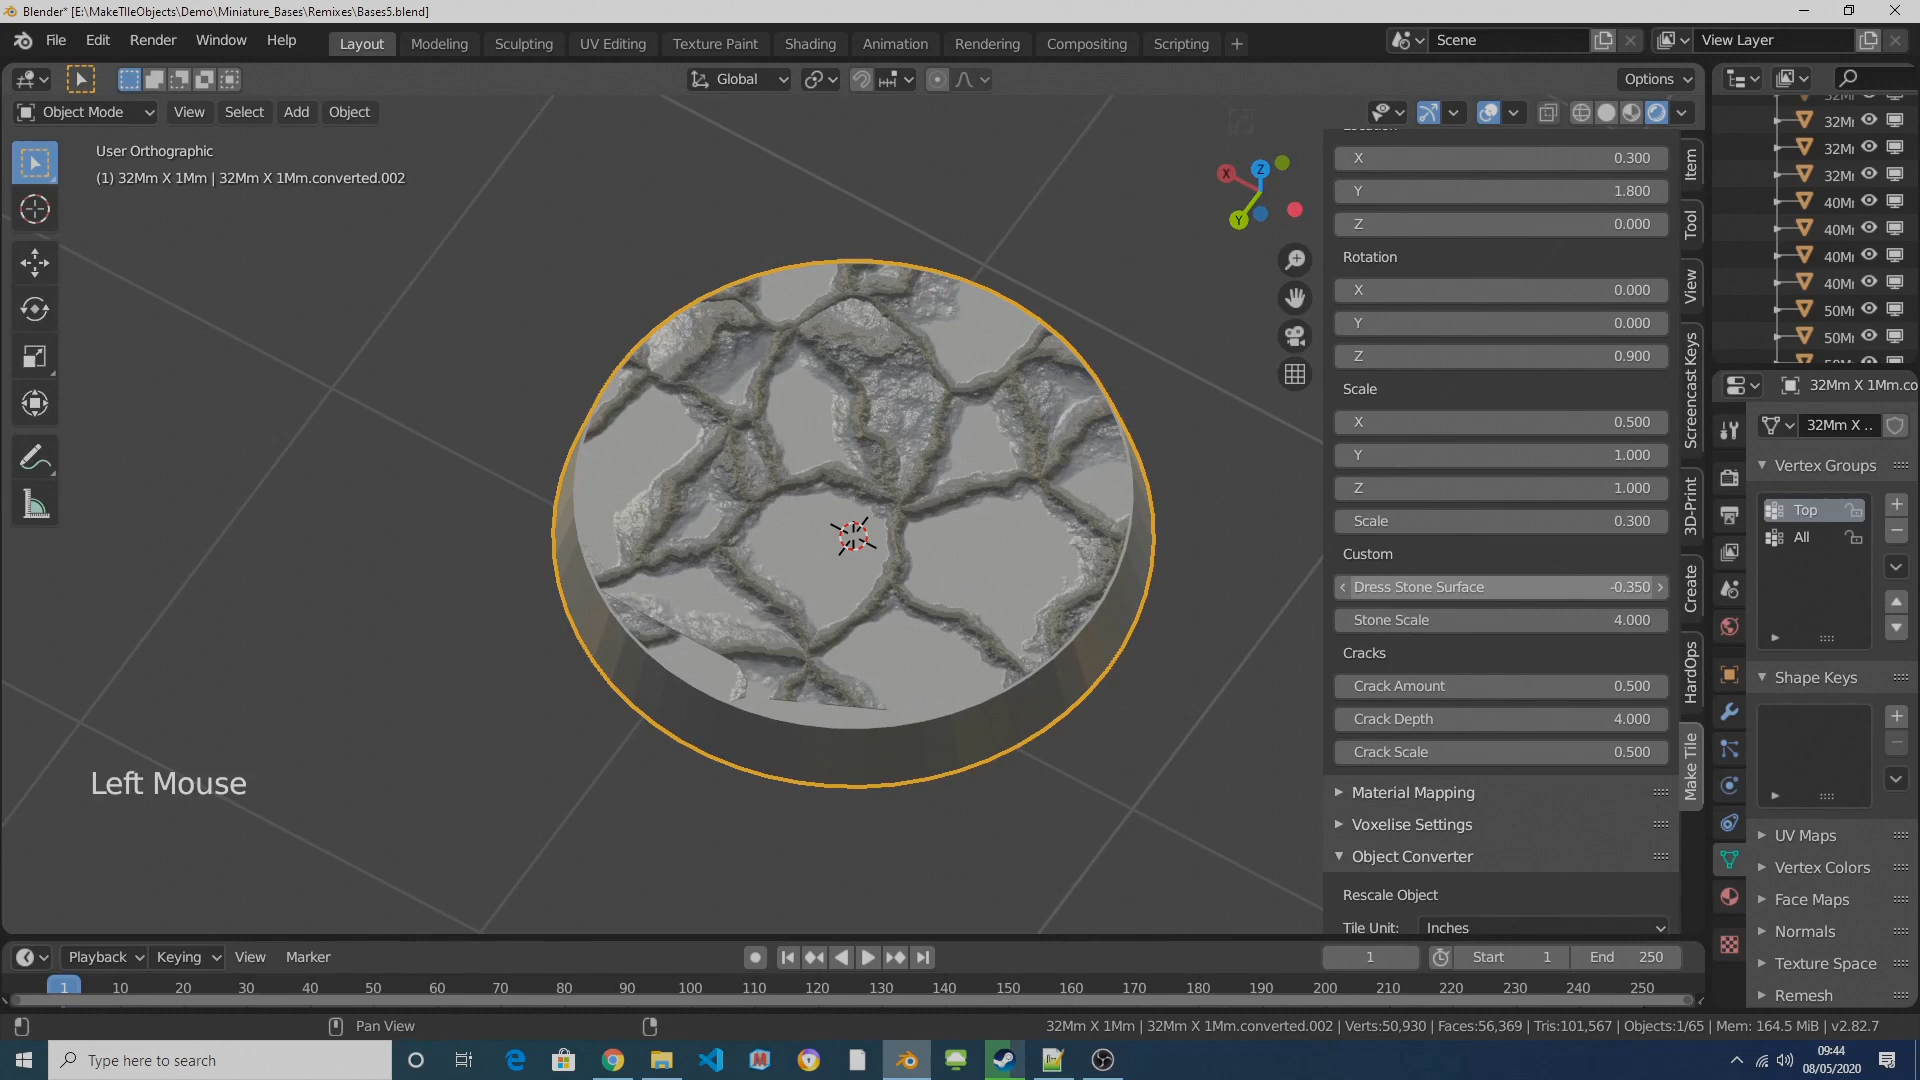 Blender* [E:\MakeTIleObjects\Demo\Miniature_Bases\Remixes\Bases5.blend]
File Edit Render Window Help
Layout Modeling Sculpting UV Editing Texture Paint Shading Animation Rendering Compositing Scripting +
Scene
View Layer
Global
Options
Object Mode View Select Add Object
User Orthographic
(1) 32Mm X 1Mm | 32Mm X 1Mm.converted.002
X
Y
Z
Left Mouse
X 0.300
Y 1.800
Z 0.000
Rotation
X 0.000
Y 0.000
Z 0.900
Scale
X 0.500
Y 1.000
Z 1.000
Scale 0.300
Custom
Dress Stone Surface -0.350
Stone Scale 4.000
Cracks
Crack Amount 0.500
Crack Depth 4.000
Crack Scale 0.500
Material Mapping
Voxelise Settings
Object Converter
Rescale Object
Tile Unit: Inches
Item
Tool
View
Screencast Keys
3D-Print
Create
HardOps
Make Tile
32M
32M
32M
40M
40M
40M
40M
50M
50M
32Mm X 1Mm.co
32Mm X ..
Vertex Groups
Top
All
Shape Keys
UV Maps
Vertex Colors
Face Maps
Normals
Texture Space
Remesh
Playback Keying View Marker
1 Start 1 End 250
1 10 20 30 40 50 60 70 80 90 100 110 120 130 140 150 160 170 180 190 200 210 220 230 240 250
Pan View
32Mm X 1Mm | 32Mm X 1Mm.converted.002 | Verts:50,930 | Faces:56,369 | Tris:101,567 | Objects:1/65 | Mem: 164.5 MiB | v2.82.7
Type here to search
09:44
08/05/2020